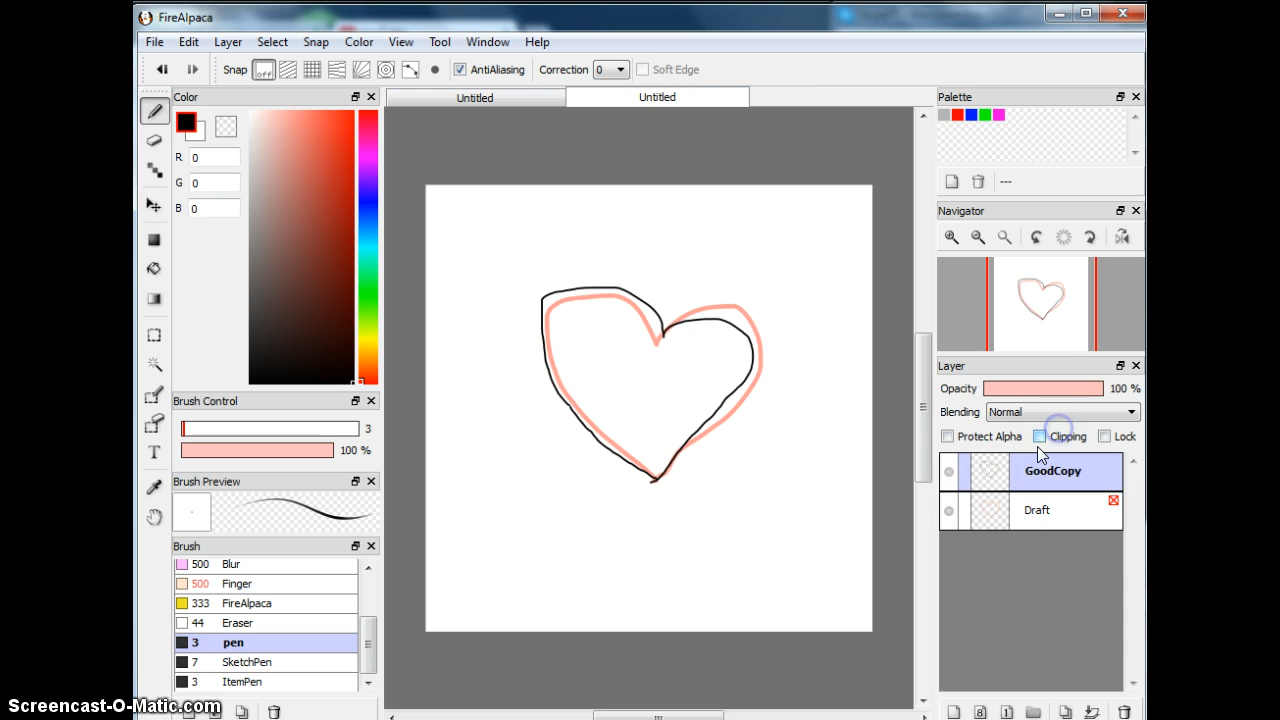 FireAlpaca
File Edit Layer Select Snap Color View Tool Window Help
Snap off AntiAliasing Correction 0 Soft Edge
Color
Untitled
Untitled
Palette
R 0
G 0
B 0
---
Navigator
Layer
Opacity 100 %
Brush Control
Blending Normal
3
Protect Alpha Clipping Lock
100 %
GoodCopy
Brush Preview
Draft
Brush
500 Blur
500 Finger
333 FireAlpaca
44 Eraser
3 pen
7 SketchPen
3 ItemPen
Screencast-O-Matic.com
8
1